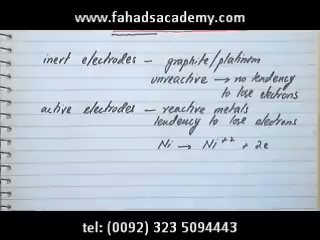 www.fahadsacademy.com
inert electrodes – graphite/platinum
unreactive → no tendency
to lose electrons
active electrodes – reactive metals
tendency to lose electrons
Ni → Ni⁺² + 2e
tel: (0092) 323 5094443